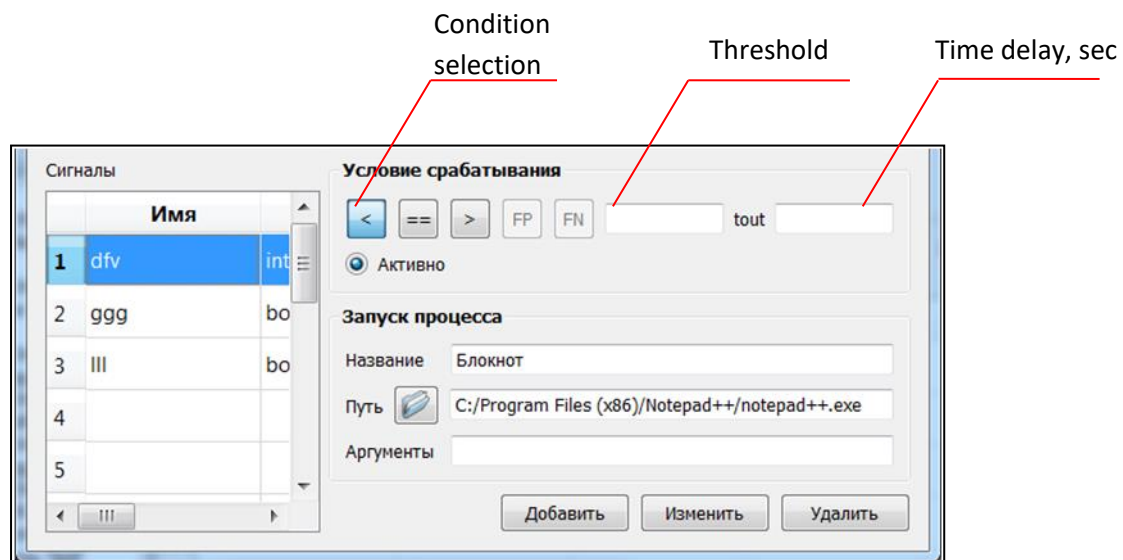 Condition
selection
Threshold
Time delay, sec
Сигналы
Имя
1 dfv int
2 ggg bo
3 lll bo
4
5
Условие срабатывания
< == > FP FN tout
Активно
Запуск процесса
Название Блокнот
Путь C:/Program Files (x86)/Notepad++/notepad++.exe
Аргументы
Добавить Изменить Удалить